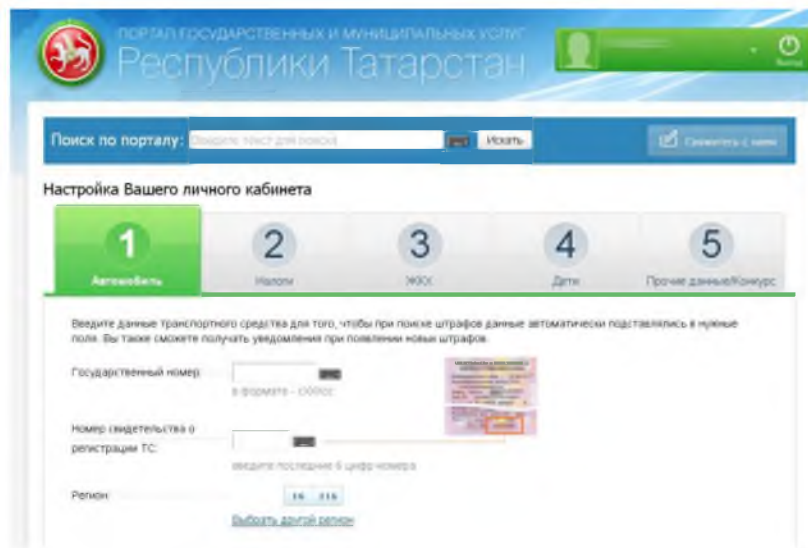 ПОРТАЛ ГОСУДАРСТВЕННЫХ И МУНИЦИПАЛЬНЫХ УСЛУГ
Республики Татарстан
Выход
Поиск по порталу: Введите текст для поиска Искать Свяжитесь с нами
Настройка Вашего личного кабинета
1 2 3 4 5
Автомобиль Налоги ЖКХ Дети Прочие данные/Конкурс
Введите данные транспортного средства для того, чтобы при поиске штрафов данные автоматически подставлялись в нужные
поля. Вы также сможете получать уведомления при появлении новых штрафов.
Государственный номер:
в формате -
Номер свидетельства о
регистрации ТС:
введите последние 6 цифр номера
Регион: 16 116
Выбрать другой регион